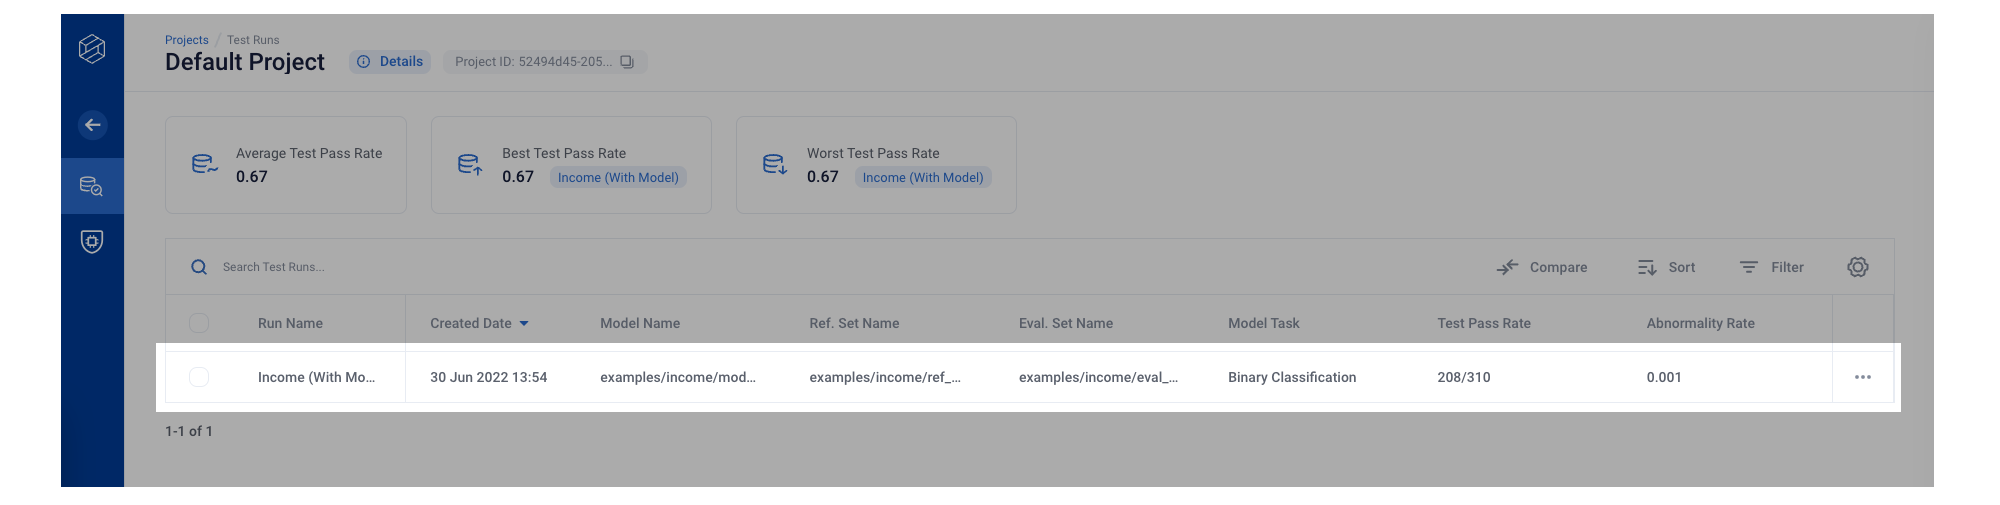 Projects / Test Runs
Default Project Details Project ID: 52494d45-205...
Average Test Pass Rate
0.67
Best Test Pass Rate
0.67 Income (With Model)
Worst Test Pass Rate
0.67 Income (With Model)
Search Test Runs... Compare Sort Filter
Run Name Created Date Model Name Ref. Set Name Eval. Set Name Model Task Test Pass Rate Abnormality Rate
Income (With Mo... 30 Jun 2022 13:54 examples/income/mod... examples/income/ref_... examples/income/eval_... Binary Classification 208/310 0.001
1-1 of 1